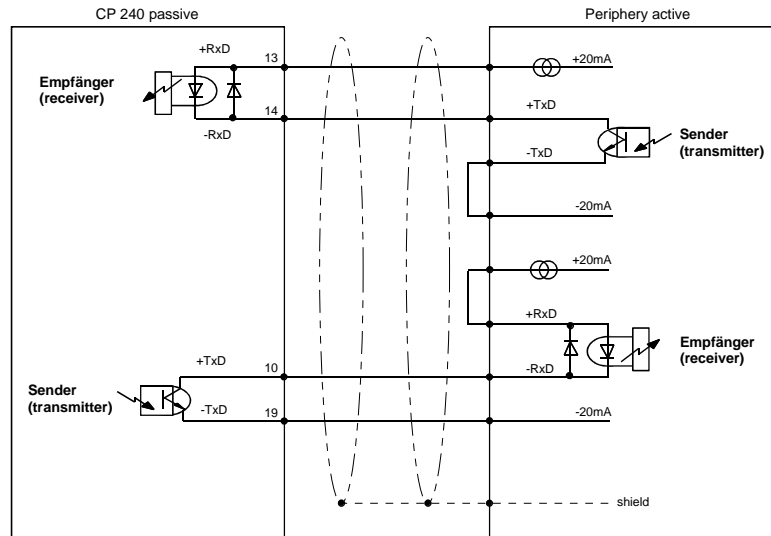 CP 240 passive
Periphery active
+RxD
13
+20mA
Empfänger
(receiver)
14
+TxD
-RxD
Sender
(transmitter)
-TxD
-20mA
+20mA
+RxD
Empfänger
(receiver)
+TxD
10
-RxD
Sender
(transmitter)
-TxD
19
-20mA
shield